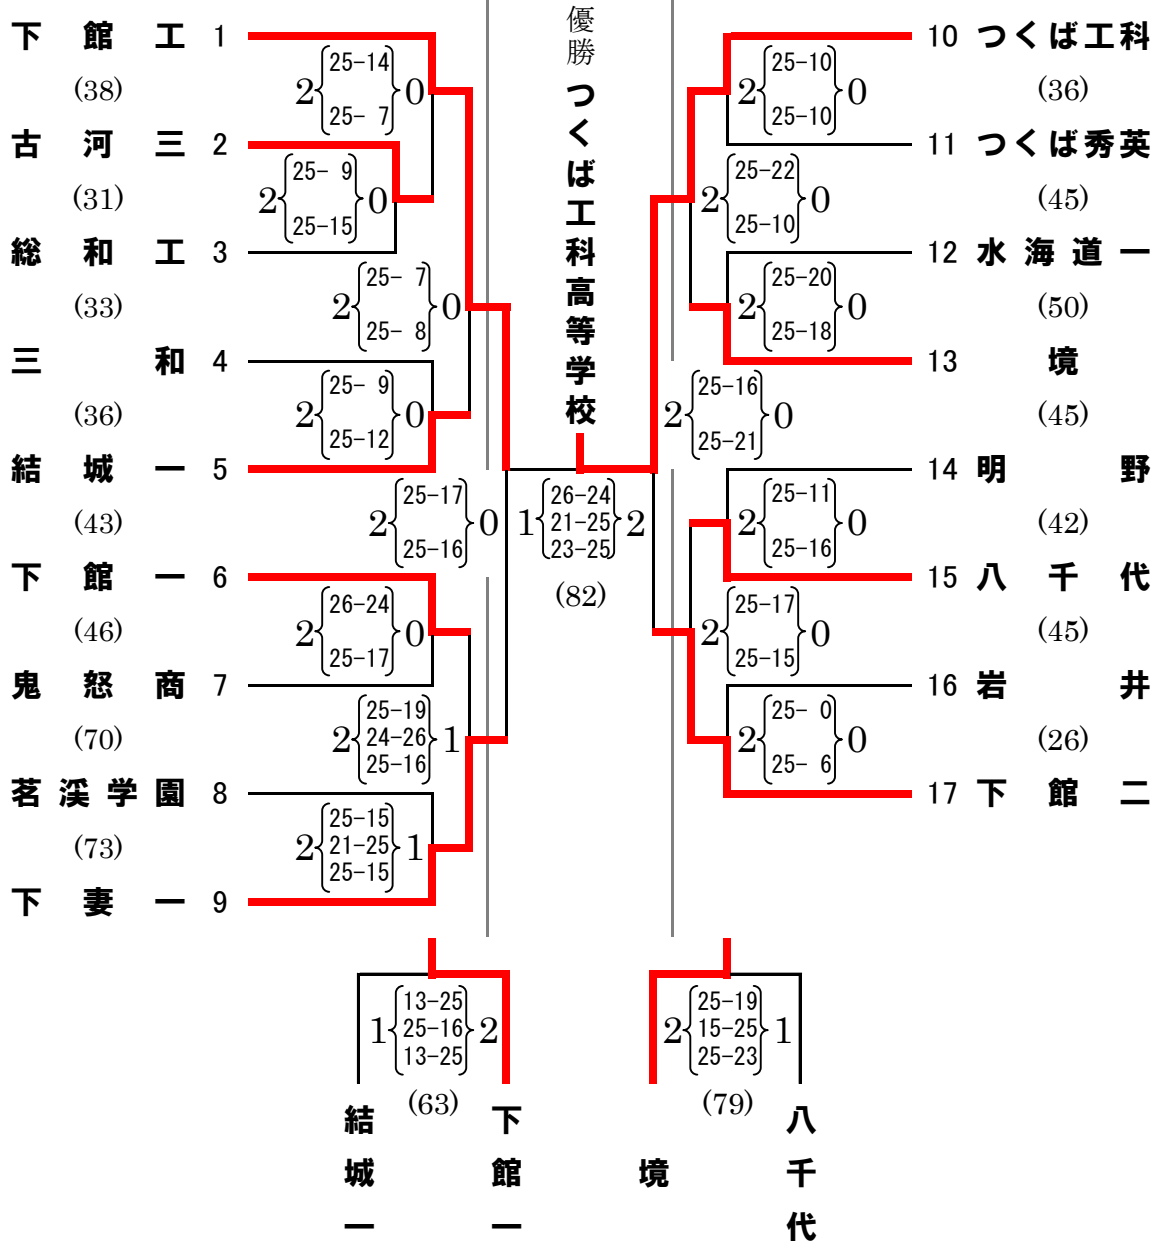 優勝 つくば工科高等学校
下館工 1
(38)
古河三 2
(31)
総和工 3
(33)
三和 4
(36)
結城一 5
(43)
下館一 6
(46)
鬼怒商 7
(70)
茗渓学園 8
(73)
下妻一 9
2 25-14 0
25- 7
2 25- 9 0
25-15
2 25- 7 0
25- 8
2 25- 9 0
25-12
2 25-17 0
25-16
2 26-24 0
25-17
2 25-19 1
24-26
25-16
2 25-15 1
21-25
25-15
1 26-24 2
21-25
23-25
(82)
10 つくば工科
(36)
11 つくば秀英
(45)
12 水海道一
(50)
13 境
(45)
14 明野
(42)
15 八千代
(45)
16 岩井
(26)
17 下館二
2 25-10 0
25-10
2 25-22 0
25-10
2 25-20 0
25-18
2 25-16 0
25-21
2 25-11 0
25-16
2 25-17 0
25-15
2 25- 0 0
25- 6
1 13-25 2
25-16
13-25
(63)
結城一
下館一
2 25-19 1
15-25
25-23
(79)
境
八千代